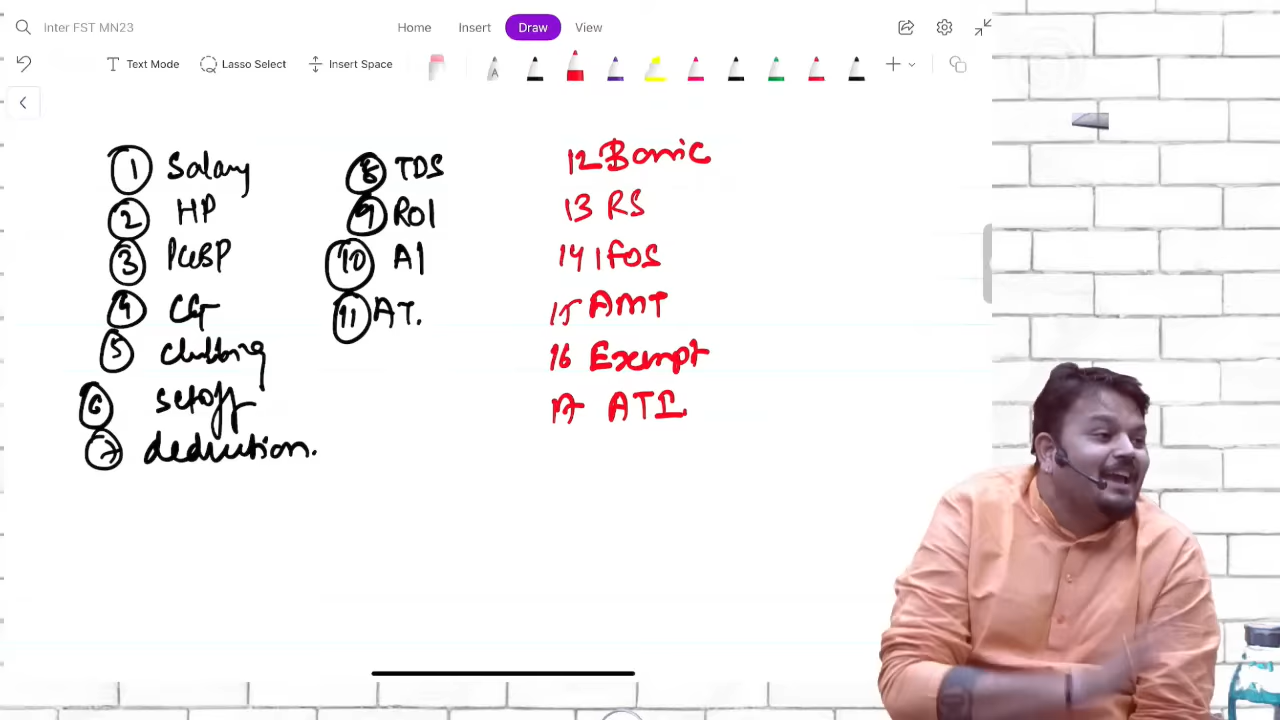 Inter FST MN23
Home Insert Draw View
Text Mode Lasso Select Insert Space
1 Salary
2 HP
3 PGBP
4 CG
5 clubbing
6 setoff
7 deduction.
8 TDS
9 ROI
10 AI
11 AT.
12 Basic
13 RS
14 IFOS
15 AMT
16 Exempt
17 ATI